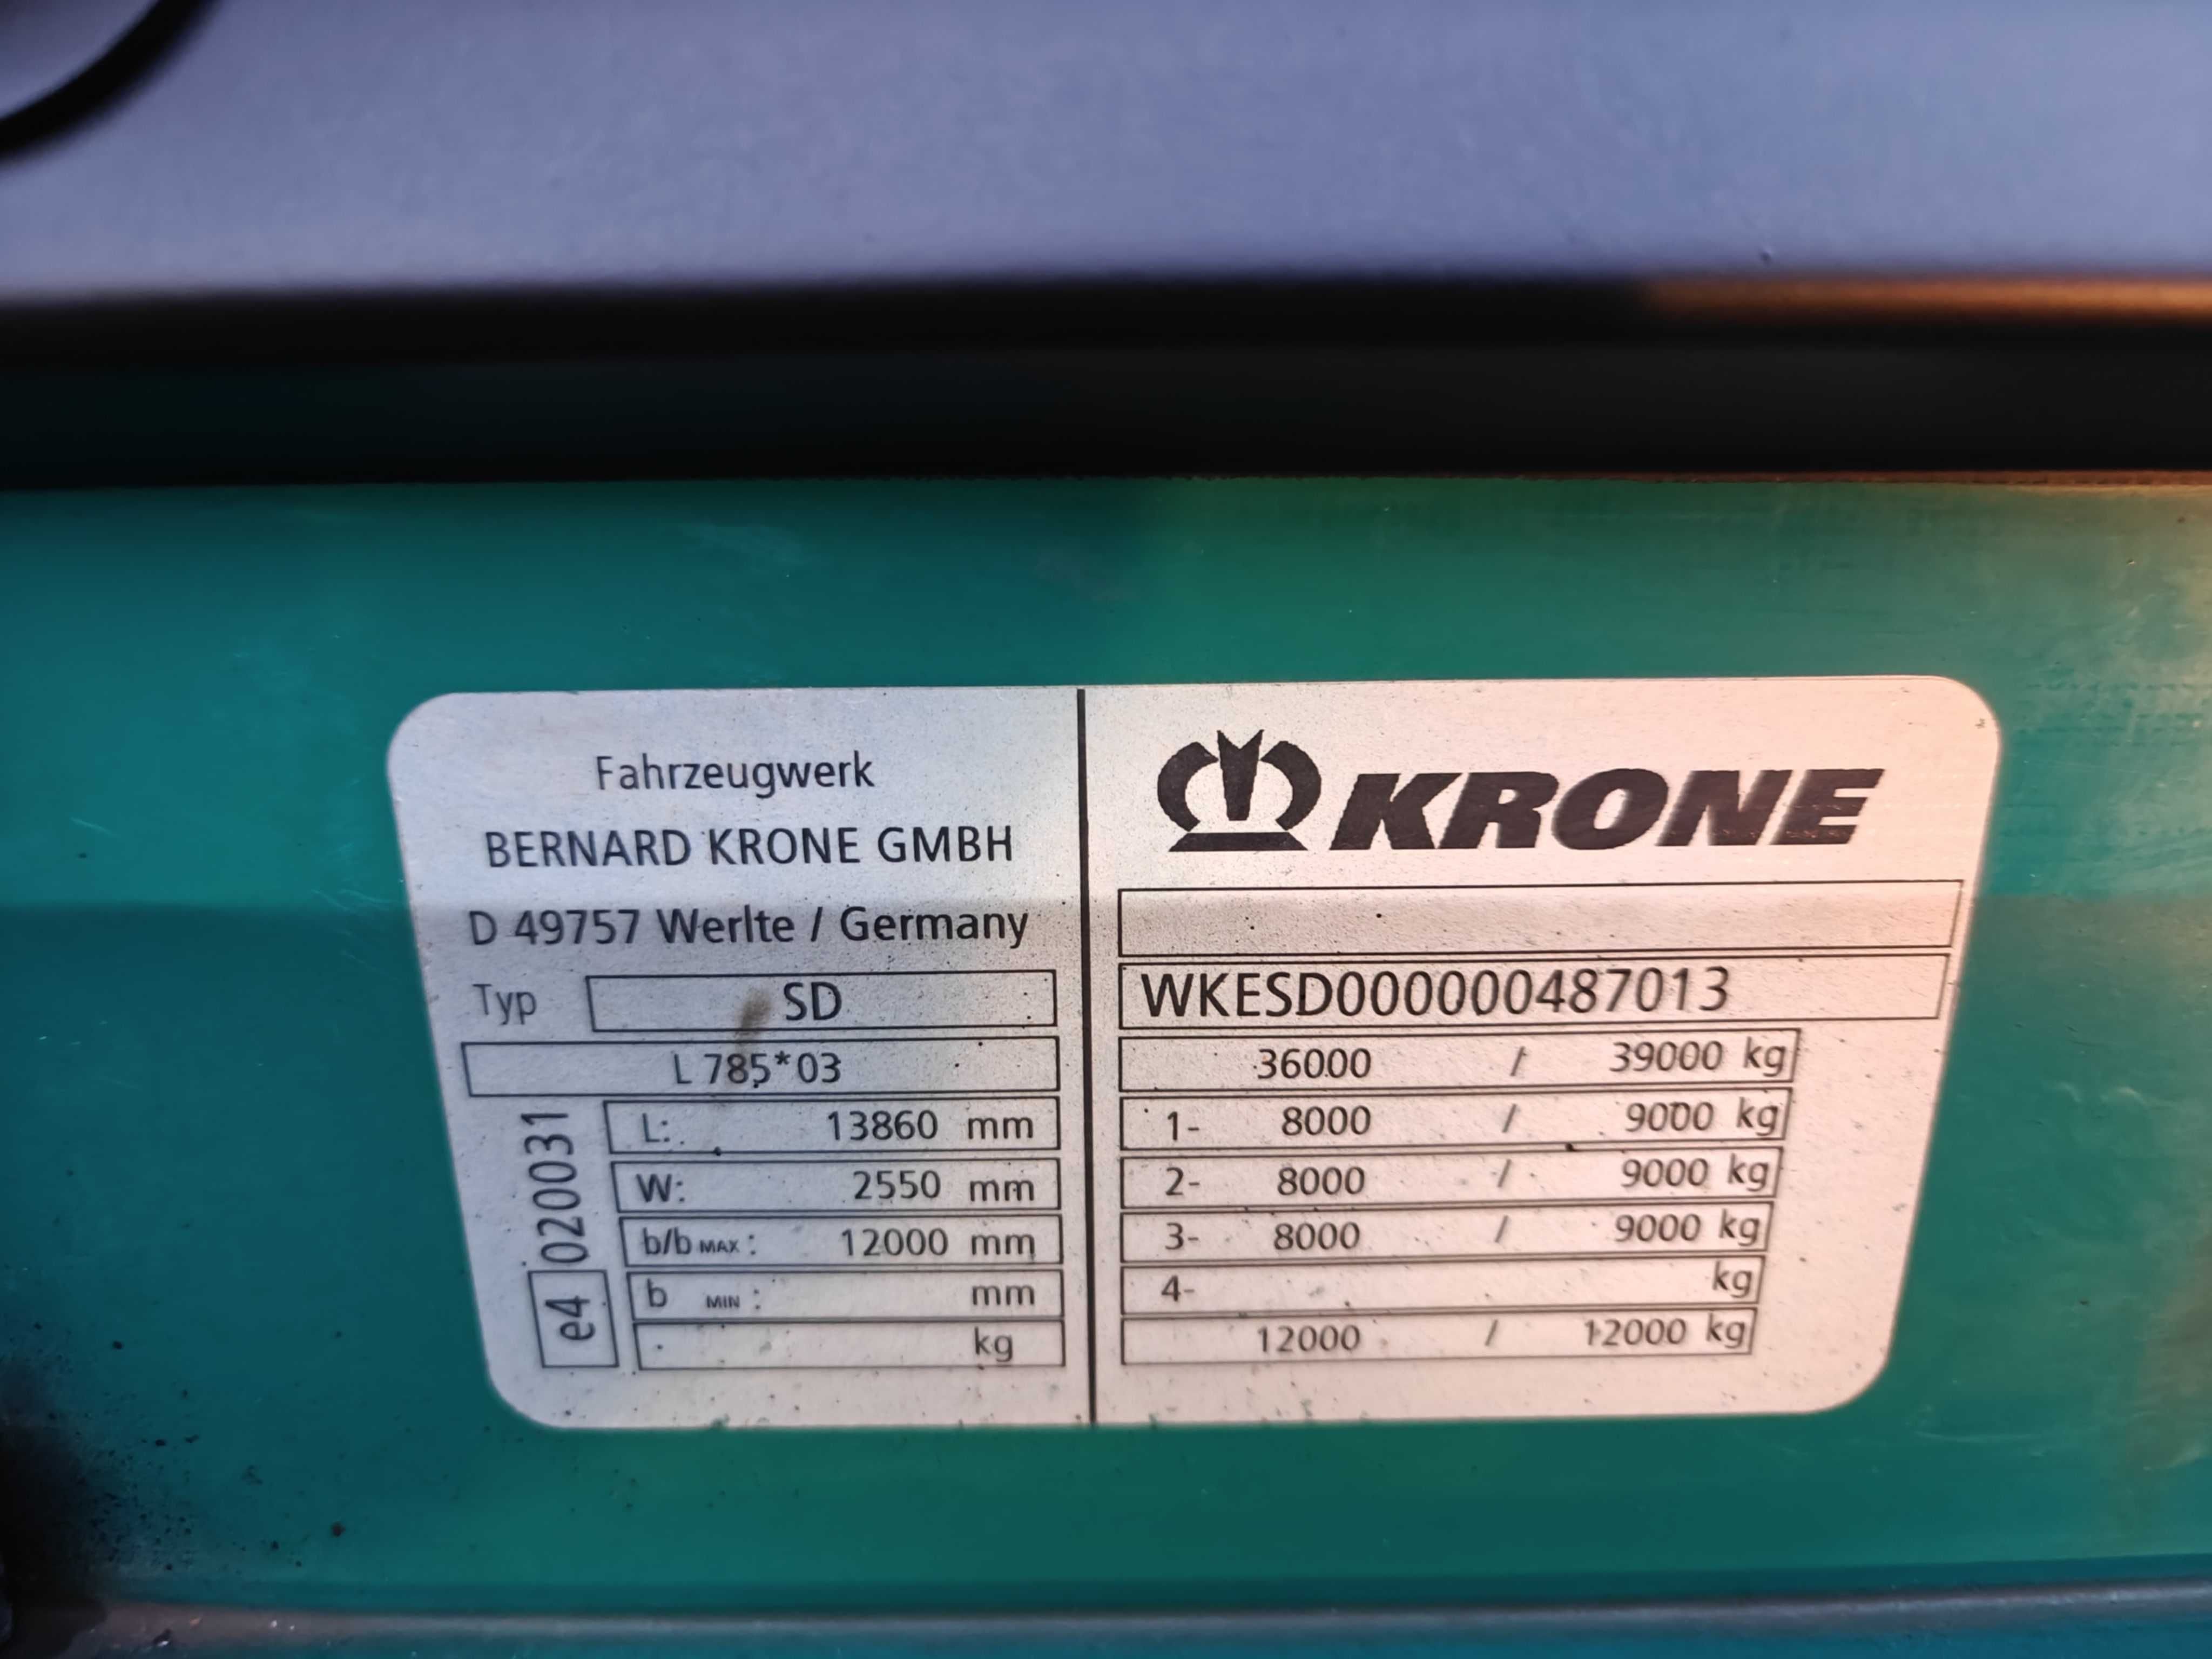 Fahrzeugwerk
BERNARD KRONE GMBH
D 49757 Werlte / Germany
Typ SD
L 785*03
e4 020031
L: 13860 mm
W: 2550 mm
b/b MAX : 12000 mm
b MIN : mm
kg
KRONE
WKESD000000487013
36000 / 39000 kg
1- 8000 / 9000 kg
2- 8000 / 9000 kg
3- 8000 / 9000 kg
4- kg
12000 / 12000 kg